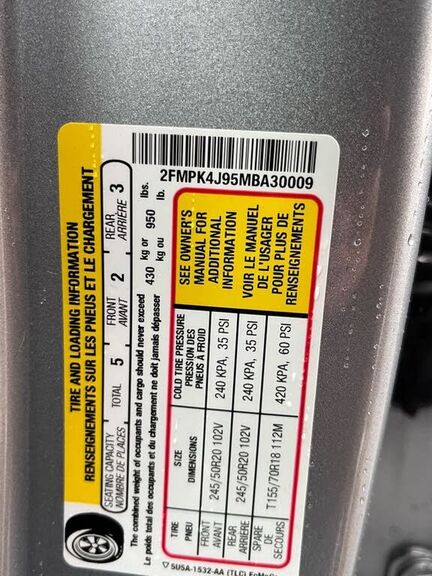 2FMPK4J95MBA30009
TIRE AND LOADING INFORMATION
RENSEIGNEMENTS SUR LES PNEUS ET LE CHARGEMENT
SEATING CAPACITY TOTAL 5 FRONT 2 REAR 3
NOMBRE DE PLACES AVANT ARRIÈRE
The combined weight of occupants and cargo should never exceed 430 kg or 950 lbs.
Le poids total des occupants et du chargement ne doit jamais dépasser 430 kg or 950 lb.
TIRE SIZE COLD TIRE PRESSURE
PNEU DIMENSIONS PRESSION DES PNEUS À FROID
FRONT 245/50R20 102V 240 KPA, 35 PSI
AVANT
REAR 245/50R20 102V 240 KPA, 35 PSI
ARRIÈRE
SPARE T155/70R18 112M 420 KPA, 60 PSI
DE SECOURS
SEE OWNER'S
MANUAL FOR
ADDITIONAL
INFORMATION
VOIR LE MANUEL
DE L'USAGER
POUR PLUS DE
RENSEIGNEMENTS
5U5A-1532-AA (TLC)